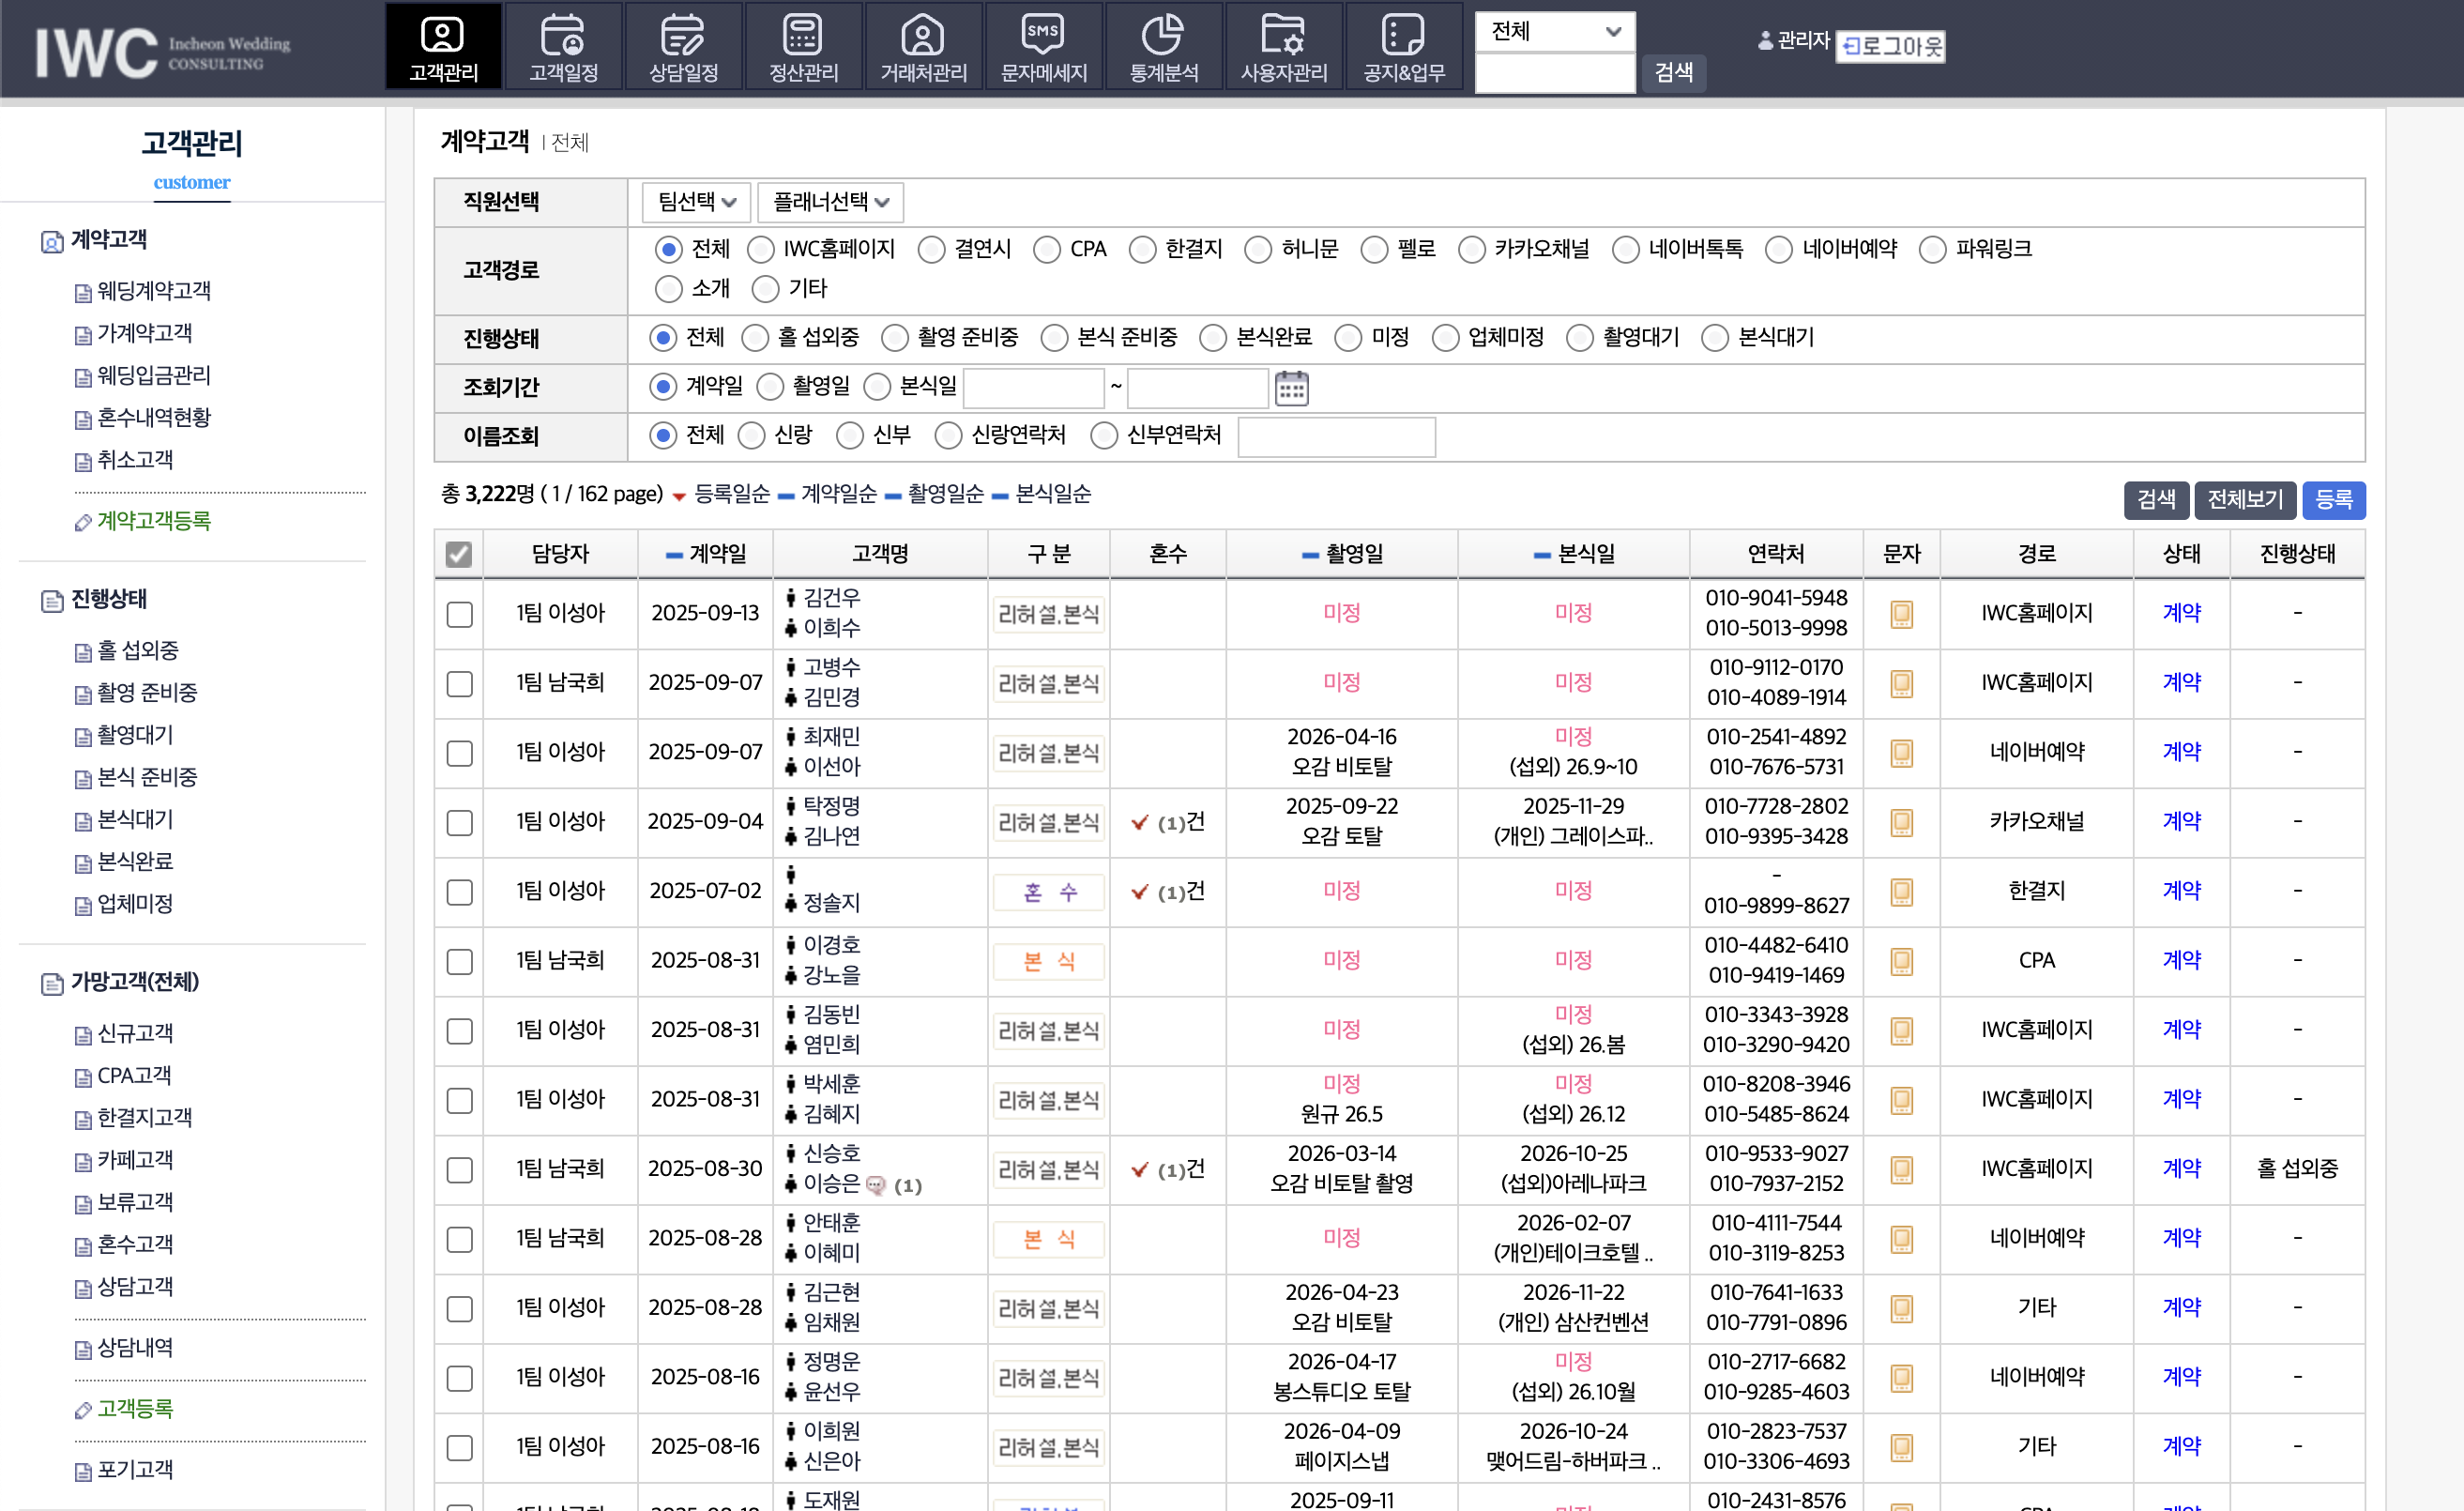 IWC Incheon Wedding CONSULTING
고객관리 고객일정 상담일정 정산관리 거래처관리 SMS 문자메세지 통계분석 사용자관리 공지&업무
전체
검색
관리자 로그아웃
고객관리
customer
계약고객
웨딩계약고객
가계약고객
웨딩입금관리
혼수내역현황
취소고객
계약고객등록
진행상태
홀 섭외중
촬영 준비중
촬영대기
본식 준비중
본식대기
본식완료
업체미정
가망고객(전체)
신규고객
CPA고객
한결지고객
카페고객
보류고객
혼수고객
상담고객
상담내역
고객등록
포기고객
계약고객 | 전체
직원선택 팀선택 플래너선택
고객경로 전체 IWC홈페이지 결연시 CPA 한결지 허니문 펠로 카카오채널 네이버톡톡 네이버예약 파워링크
소개 기타
진행상태 전체 홀 섭외중 촬영 준비중 본식 준비중 본식완료 미정 업체미정 촬영대기 본식대기
조회기간 계약일 촬영일 본식일 ~
이름조회 전체 신랑 신부 신랑연락처 신부연락처
총 3,222명 ( 1 / 162 page) 등록일순 계약일순 촬영일순 본식일순
검색 전체보기 등록
담당자 계약일 고객명 구 분 혼수 촬영일 본식일 연락처 문자 경로 상태 진행상태
1팀 이성아 2025-09-13 김건우 이희수 리허설,본식 미정 미정 010-9041-5948 010-5013-9998 IWC홈페이지 계약 -
1팀 남국희 2025-09-07 고병수 김민경 리허설,본식 미정 미정 010-9112-0170 010-4089-1914 IWC홈페이지 계약 -
1팀 이성아 2025-09-07 최재민 이선아 리허설,본식 2026-04-16 오감 비토탈 미정 (섭외) 26.9~10 010-2541-4892 010-7676-5731 네이버예약 계약 -
1팀 이성아 2025-09-04 탁정명 김나연 리허설,본식 (1)건 2025-09-22 오감 토탈 2025-11-29 (개인) 그레이스파.. 010-7728-2802 010-9395-3428 카카오채널 계약 -
1팀 이성아 2025-07-02 정솔지 혼 수 (1)건 미정 미정 - 010-9899-8627 한결지 계약 -
1팀 남국희 2025-08-31 이경호 강노을 본 식 미정 미정 010-4482-6410 010-9419-1469 CPA 계약 -
1팀 이성아 2025-08-31 김동빈 염민희 리허설,본식 미정 미정 (섭외) 26.봄 010-3343-3928 010-3290-9420 IWC홈페이지 계약 -
1팀 이성아 2025-08-31 박세훈 김혜지 리허설,본식 미정 원규 26.5 미정 (섭외) 26.12 010-8208-3946 010-5485-8624 IWC홈페이지 계약 -
1팀 남국희 2025-08-30 신승호 이승은 (1) 리허설,본식 (1)건 2026-03-14 오감 비토탈 촬영 2026-10-25 (섭외)아레나파크 010-9533-9027 010-7937-2152 IWC홈페이지 계약 홀 섭외중
1팀 남국희 2025-08-28 안태훈 이혜미 본 식 미정 2026-02-07 (개인)테이크호텔 .. 010-4111-7544 010-3119-8253 네이버예약 계약 -
1팀 이성아 2025-08-28 김근현 임채원 리허설,본식 2026-04-23 오감 비토탈 2026-11-22 (개인) 삼산컨벤션 010-7641-1633 010-7791-0896 기타 계약 -
1팀 이성아 2025-08-16 정명운 윤선우 리허설,본식 2026-04-17 봉스튜디오 토탈 미정 (섭외) 26.10월 010-2717-6682 010-9285-4603 네이버예약 계약 -
1팀 이성아 2025-08-16 이희원 신은아 리허설,본식 2026-04-09 페이지스냅 2026-10-24 맺어드림-하버파크 .. 010-2823-7537 010-3306-4693 기타 계약 -
도재원 2025-09-11 010-2431-8576